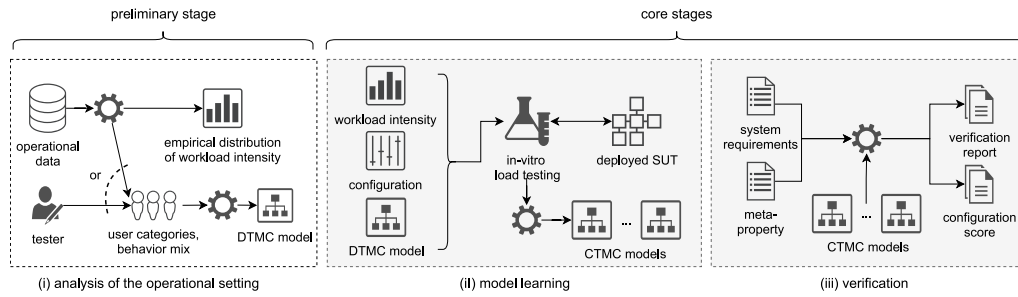 preliminary stage
core stages
operational
data
empirical distribution
of workload intensity
or
tester
user categories,
behavior mix
DTMC model
(i) analysis of the operational setting
workload intensity
configuration
DTMC model
in-vitro
load testing
deployed SUT
...
CTMC models
(ii) model learning
system
requirements
meta-
property
...
CTMC models
verification
report
configuration
score
(iii) verification